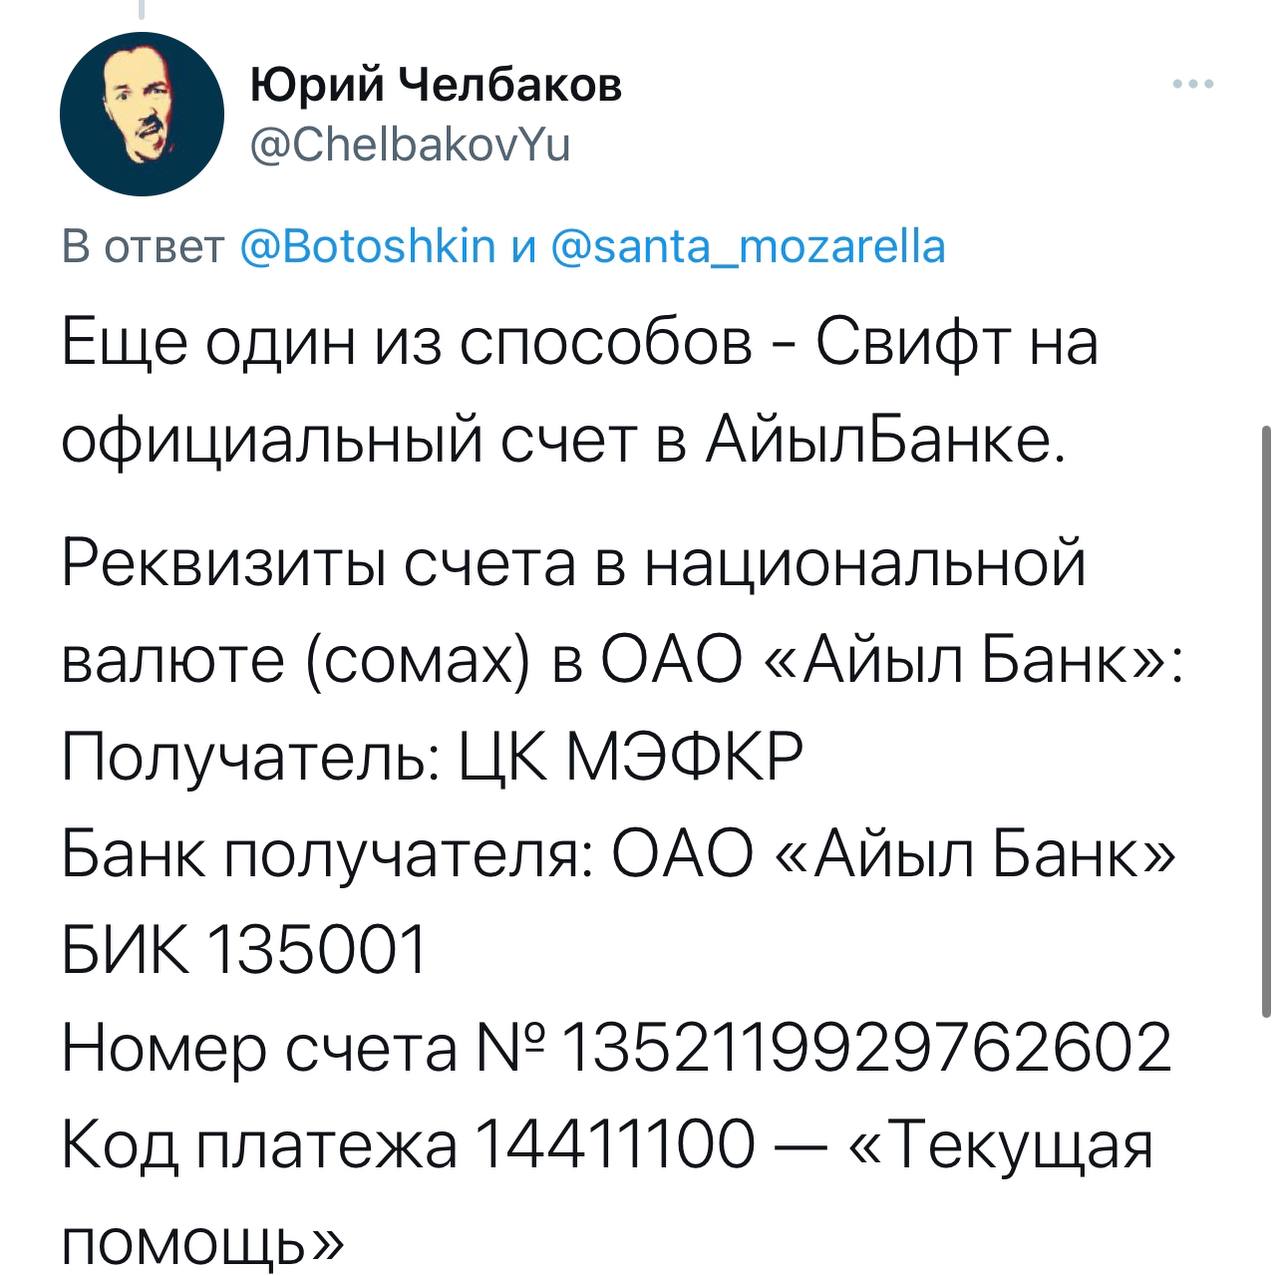 Юрий Челбаков
@ChelbakovYu
В ответ @Botoshkin и @santa_mozarella
Еще один из способов - Свифт на
официальный счет в АйылБанке.
Реквизиты счета в национальной
валюте (сомах) в ОАО «Айыл Банк»:
Получатель: ЦК МЭФКР
Банк получателя: ОАО «Айыл Банк»
БИК 135001
Номер счета № 1352119929762602
Код платежа 14411100 — «Текущая
помощь»